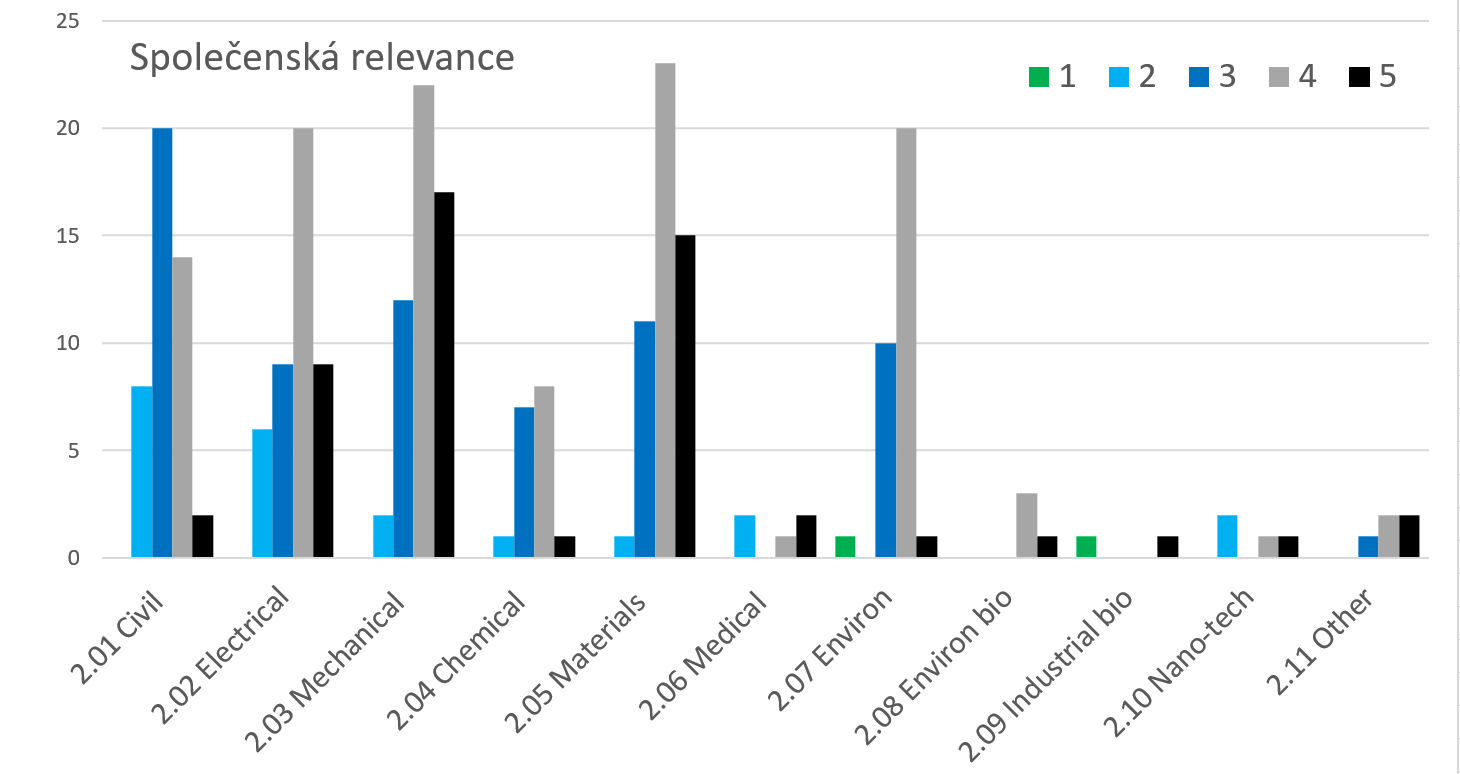 25
Společenská relevance
1 2 3 4 5
20
15
10
5
0
2.01 Civil
2.02 Electrical
2.03 Mechanical
2.04 Chemical
2.05 Materials
2.06 Medical
2.07 Environ
2.08 Environ bio
2.09 Industrial bio
2.10 Nano-tech
2.11 Other